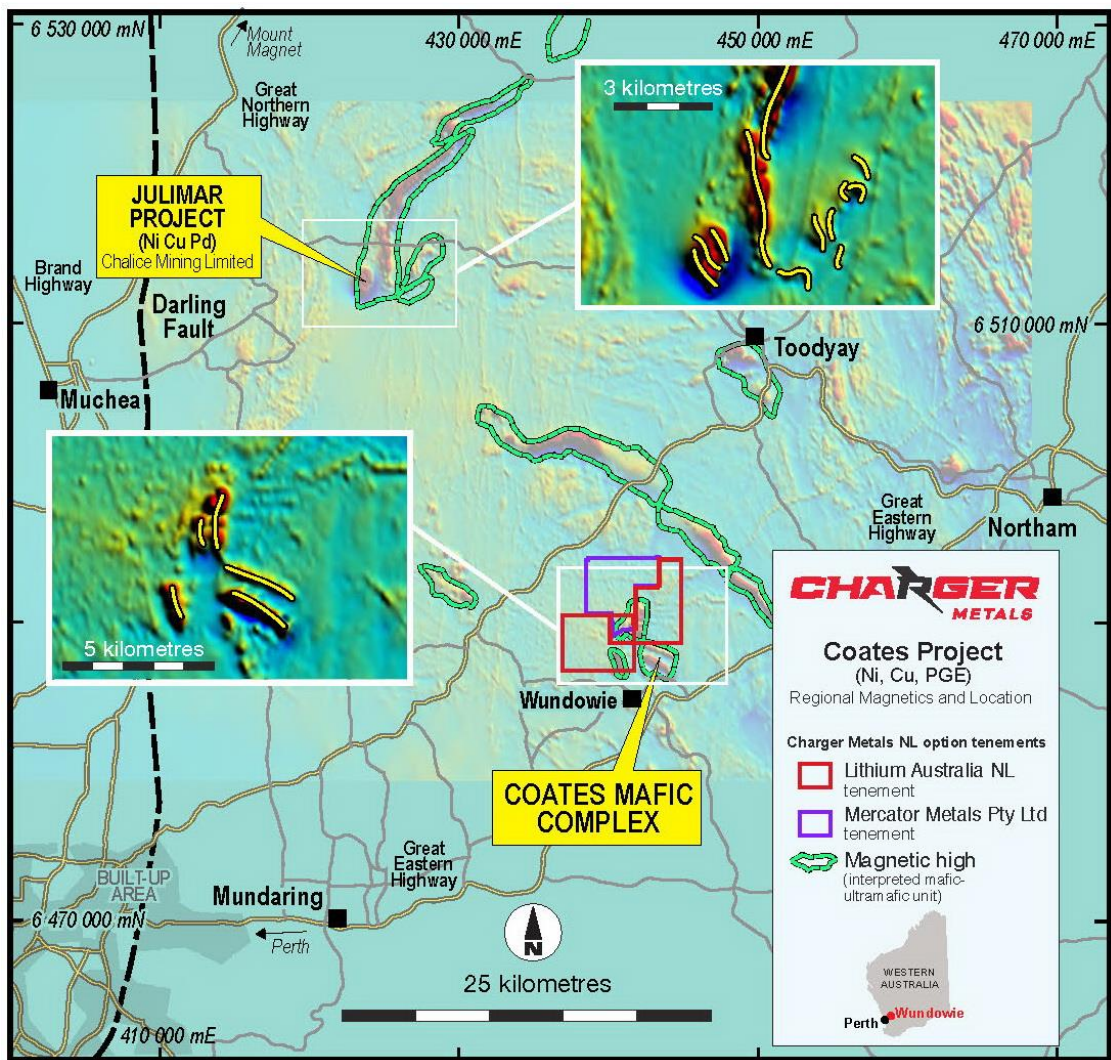 6 530 000 mN
430 000 mE
450 000 mE
470 000 mE
Mount
Magnet
Great
Northern
Highway
3 kilometres
JULIMAR
PROJECT
(Ni Cu Pd)
Chalice Mining Limited
Brand
Highway
Darling
Fault
6 510 000 mN
Toodyay
Muchea
Great
Eastern
Highway
Northam
5 kilometres
Wundowie
COATES MAFIC
COMPLEX
CHARGER
METALS
Coates Project
(Ni, Cu, PGE)
Regional Magnetics and Location
Charger Metals NL option tenements
Lithium Australia NL
tenement
Mercator Metals Pty Ltd
tenement
Magnetic high
(interpreted mafic-
ultramafic unit)
WESTERN
AUSTRALIA
Wundowie
Perth
BUILT-UP
AREA
Mundaring
Great
Eastern
Highway
6 470 000 mN
Perth
N
25 kilometres
410 000 mE